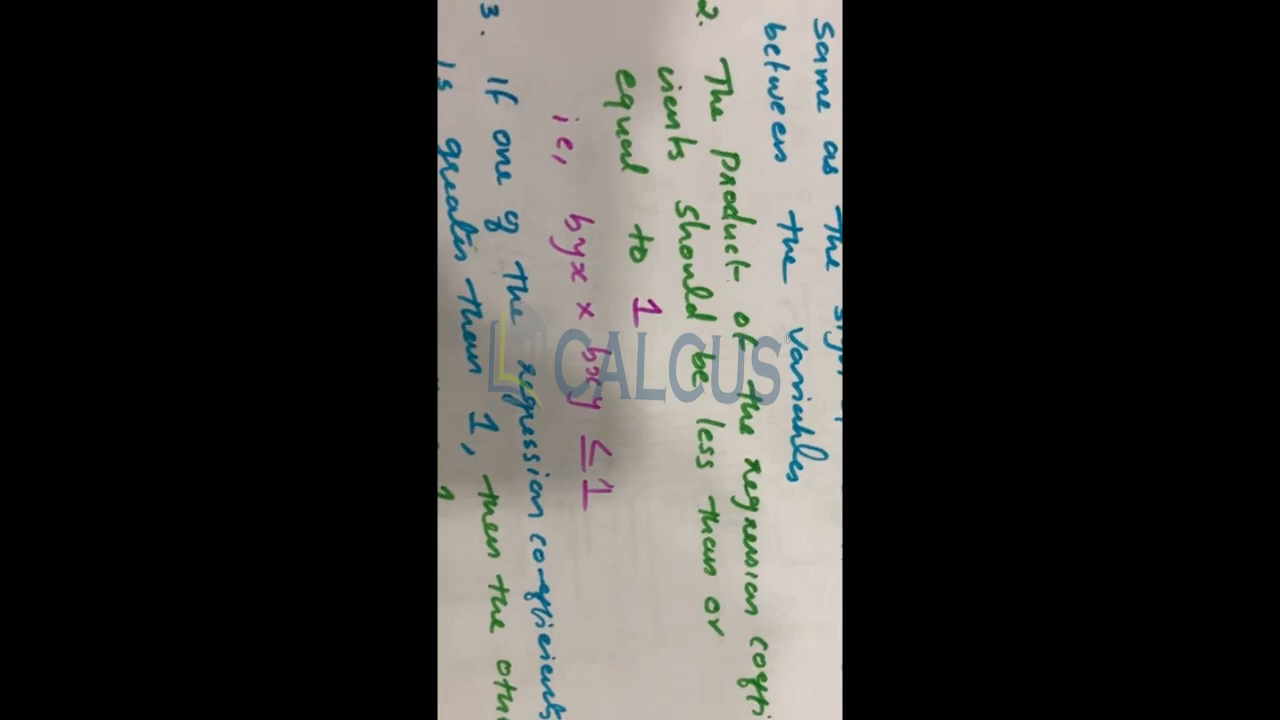 same as the sign
between the variables
2. The product of the regression coeffi
cients should be less than or
equal to 1
ie, byx × bxy ≤ 1
3. If one of the regression co-efficients
is greater than 1, then the other
CALCUS